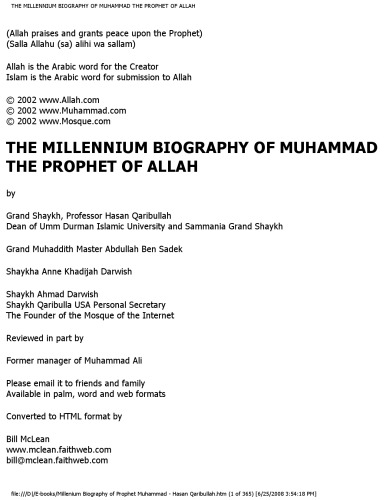 THE MILLENNIUM BIOGRAPHY OF MUHAMMAD THE PROPHET OF ALLAH
(Allah praises and grants peace upon the Prophet)
(Salla Allahu (sa) alihi wa sallam)
Allah is the Arabic word for the Creator
Islam is the Arabic word for submission to Allah
© 2002 www.Allah.com
© 2002 www.Muhammad.com
© 2002 www.Mosque.com
THE MILLENNIUM BIOGRAPHY OF MUHAMMAD
THE PROPHET OF ALLAH
by
Grand Shaykh, Professor Hasan Qaribullah
Dean of Umm Durman Islamic University and Sammania Grand Shaykh
Grand Muhaddith Master Abdullah Ben Sadek
Shaykha Anne Khadijah Darwish
Shaykh Ahmad Darwish
Shaykh Qaribulla USA Personal Secretary
The Founder of the Mosque of the Internet
Reviewed in part by
Former manager of Muhammad Ali
Please email it to friends and family
Available in palm, word and web formats
Converted to HTML format by
Bill McLean
www.mclean.faithweb.com
bill@mclean.faithweb.com
file:///D|/E-books/Millenium Biography of Prophet Muhammad - Hasan Qaribullah.htm (1 of 365) [6/25/2008 3:54:18 PM]